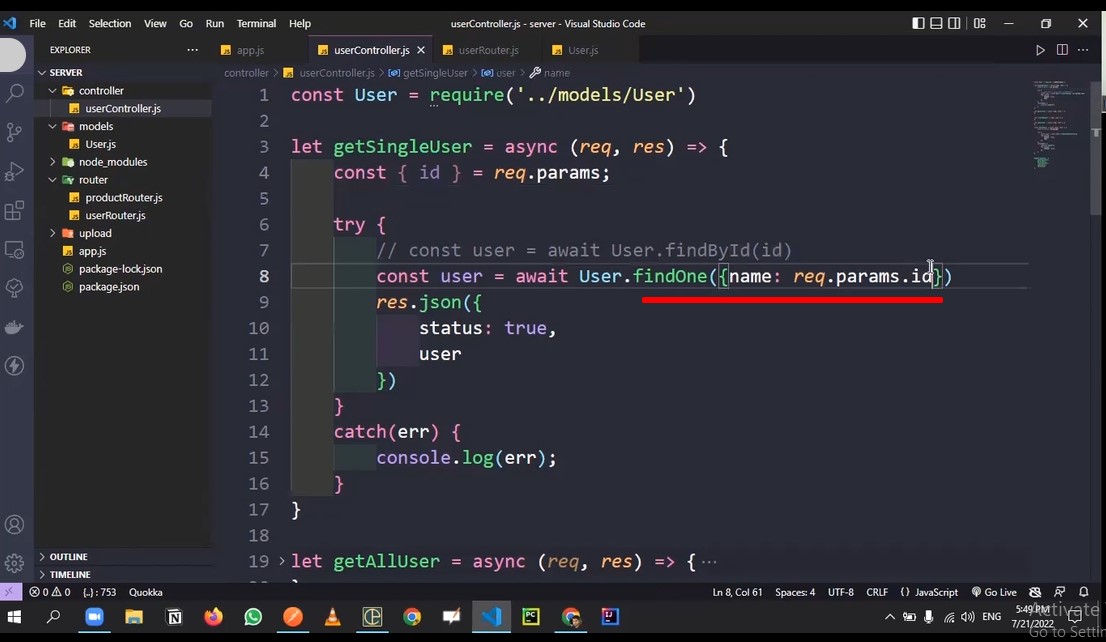 File Edit Selection View Go Run Terminal Help userController.js - server - Visual Studio Code
EXPLORER ··· app.js userController.js userRouter.js User.js
SERVER
controller
userController.js
models
User.js
node_modules
router
productRouter.js
userRouter.js
upload
app.js
package-lock.json
package.json
OUTLINE
TIMELINE
controller > userController.js > getSingleUser > user > name
1 const User = require('../models/User')
2
3 let getSingleUser = async (req, res) => {
4 const { id } = req.params;
5
6 try {
7 // const user = await User.findById(id)
8 const user = await User.findOne({name: req.params.id})
9 res.json({
10 status: true,
11 user
12 })
13 }
14 catch(err) {
15 console.log(err);
16 }
17 }
18
19 let getAllUser = async (req, res) => {···
0 0 {..} : 753 Quokka Ln 8, Col 61 Spaces: 4 UTF-8 CRLF {} JavaScript Go Live
ENG 5:49 PM
7/21/2022
Activate
Go to Settin